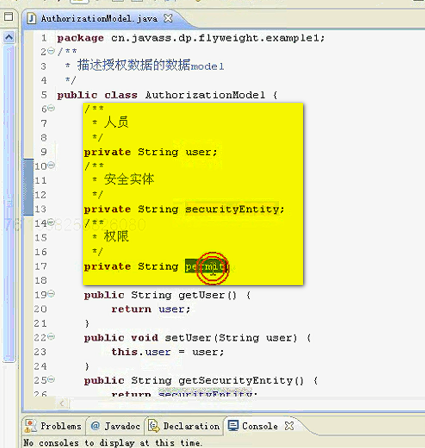 AuthorizationModel.java
1 package cn.javass.dp.flyweight.example1;
2 /**
3 * 描述授权数据的数据model
4 */
5 public class AuthorizationModel {
6 /**
7 * 人员
8 */
9 private String user;
10 /**
11 * 安全实体
12 */
13 private String securityEntity;
14 /**
15 * 权限
16 */
17 private String permit;
18
19 public String getUser() {
20 return user;
21 }
22 public void setUser(String user) {
23 this.user = user;
24 }
25 public String getSecurityEntity() {
26 return securityEntity;
Problems @ Javadoc Declaration Console
No consoles to display at this time.